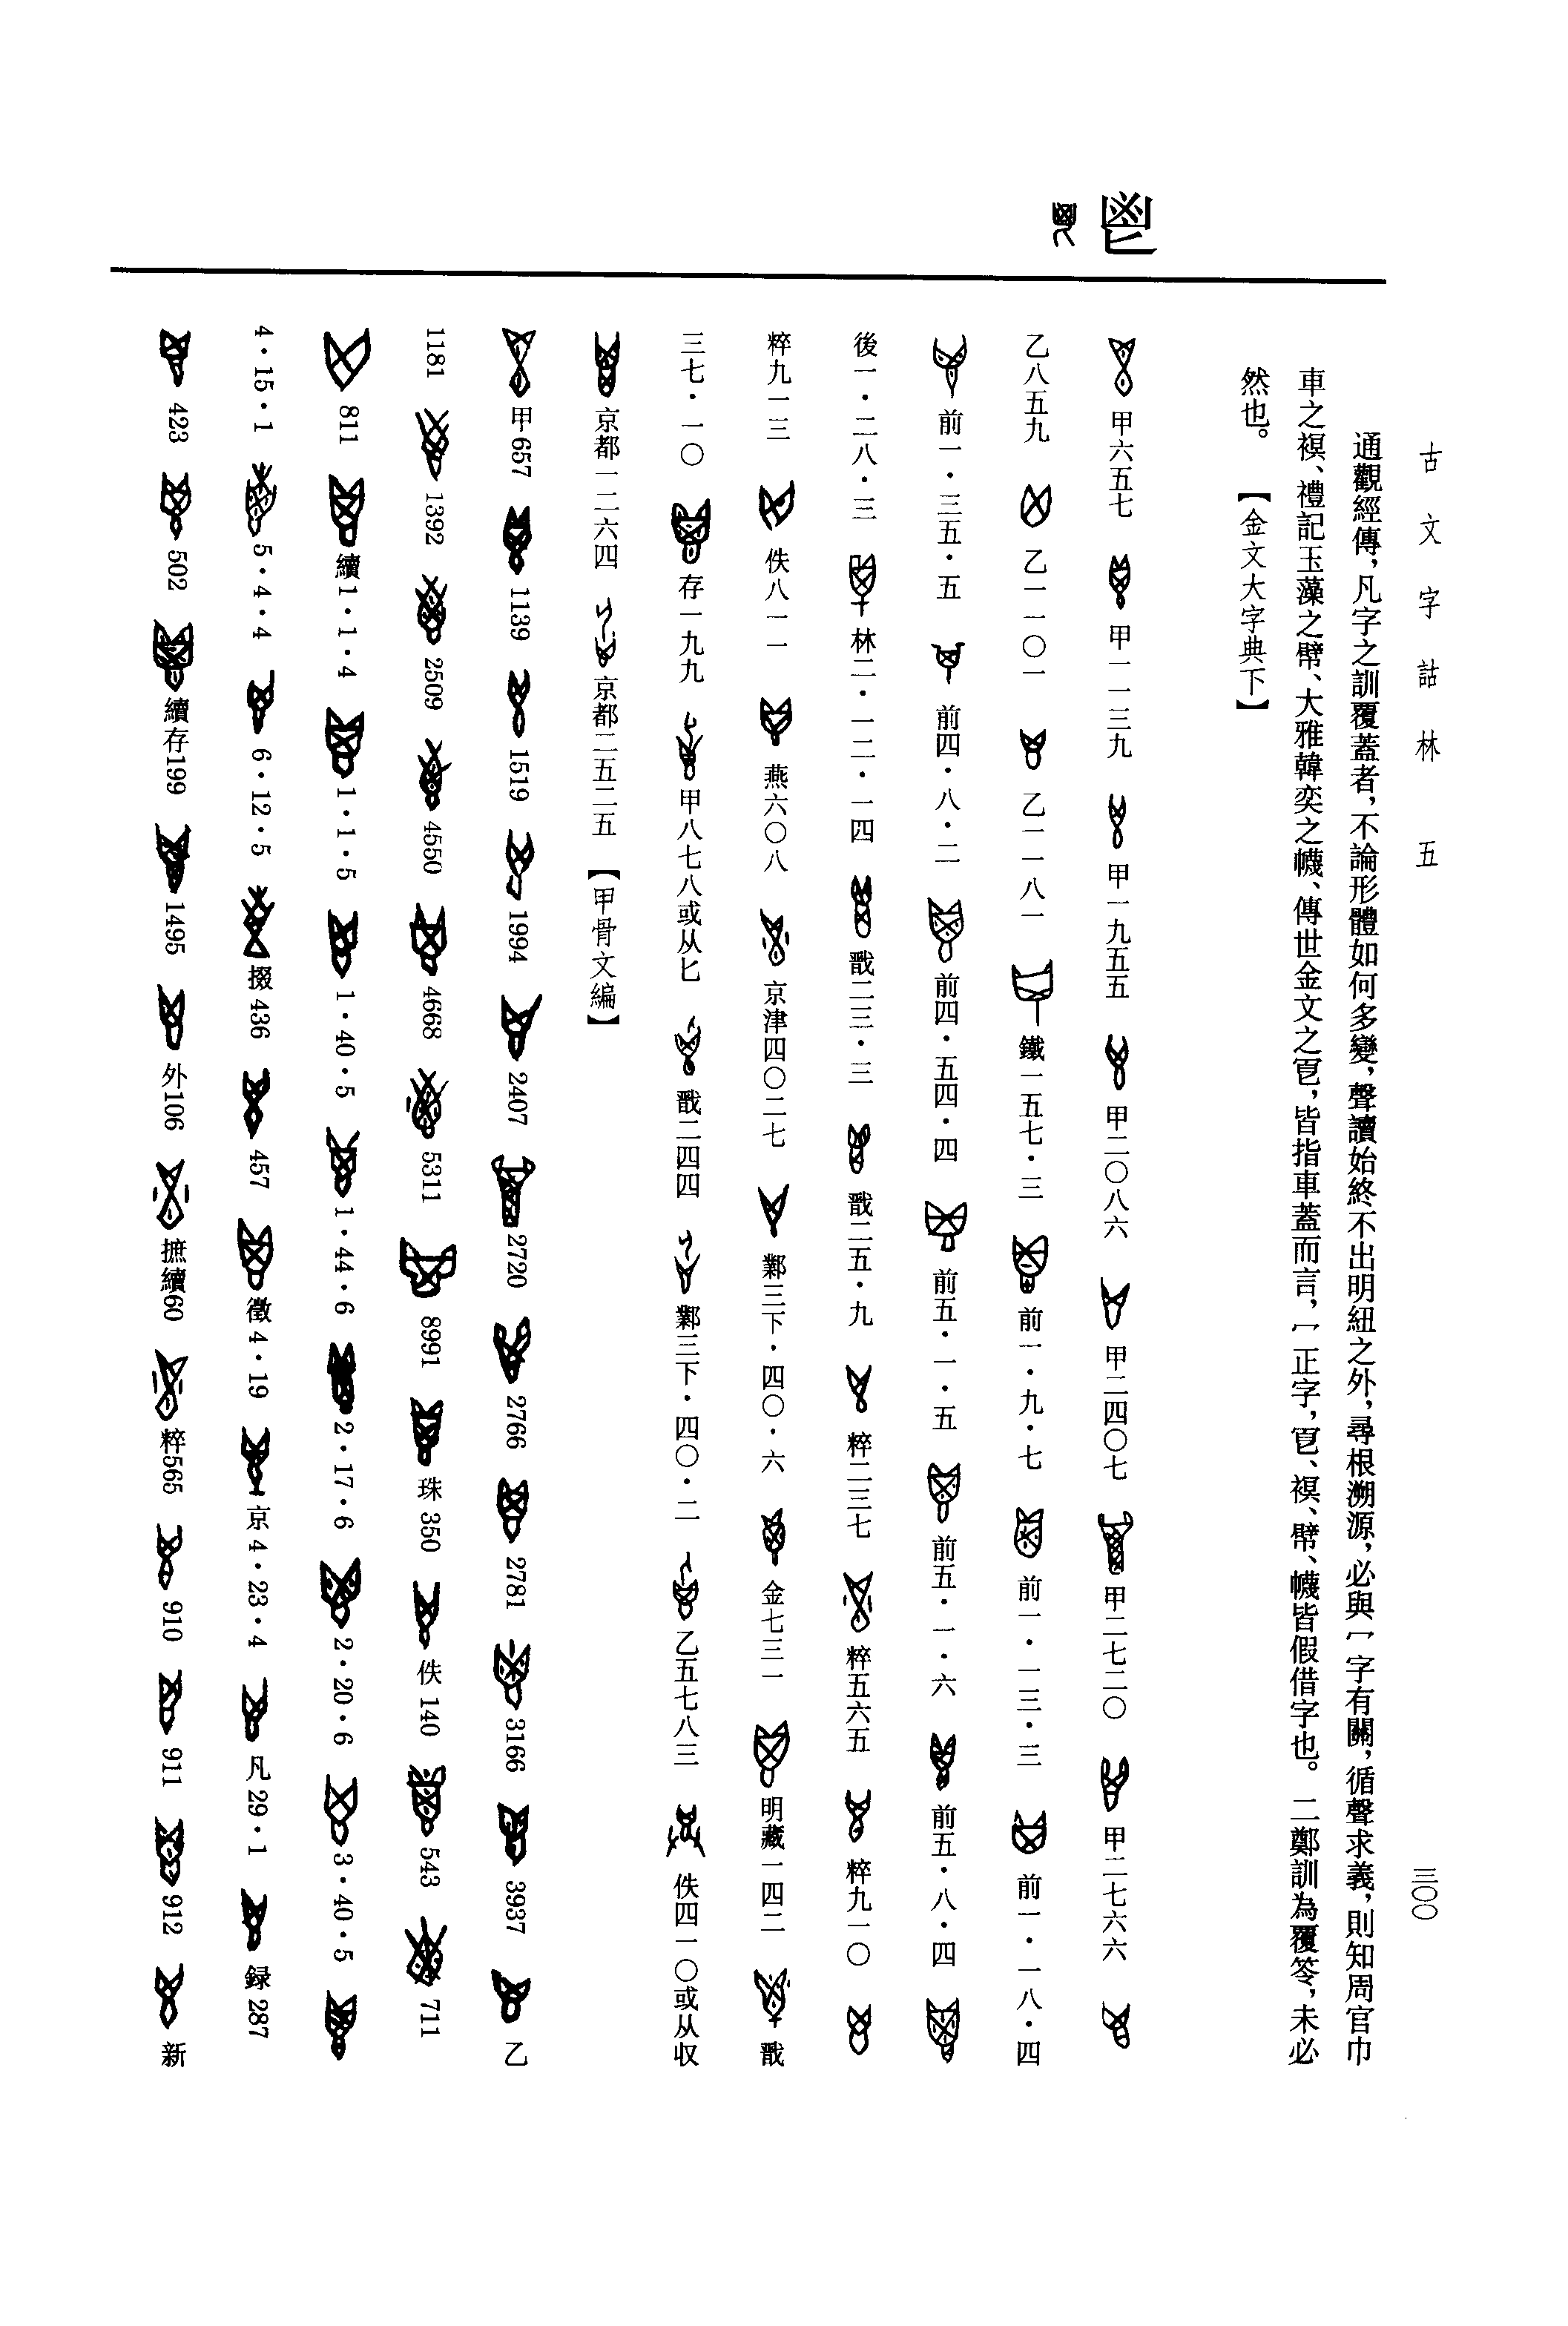 古文字詁林 五
三〇〇
通觀經傳，凡字之訓覆蓋者，不論形體如何多變，聲讀始終不出明紐之外，尋根溯源，必與冖字有關，循聲求義，則知周官巾
車之䙪、禮記玉藻之幦、大雅韓奕之幭、傳世金文之，皆指車蓋而言，冖正字，、䙪、幦、幭皆假借字也。二鄭訓為覆笭，未必
然也。 【金文大字典下】
鬯
甲六五七 甲一一三九 甲一九五五 甲二〇八六 甲二四〇七 甲二七二〇 甲二七六六
乙八五九 乙一一〇一 乙一一八一 鐵一五七・三 前一・九・七 前一・一三・三 前一・一八・四
前一・三五・五 前四・八・二 前四・五四・四 前五・一・五 前五・一・六 前五・八・四
後一・二八・三 林二・一二・一四 戩二三・三 戩二五・九 粹二三七 粹五六五 粹九一〇
粹九一三 佚八一一 燕六〇八 京津四〇二七 鄴三下・四〇・六 金七三一 明藏一四二 戩
三七・一〇 存一九九 甲八七八或从匕 戩二四四 鄴三下・四〇・二 乙五七八三 佚四一〇或从収
京都一二六四 京都二五二五 【甲骨文編】
甲657 1139 1519 1994 2407 2720 2766 2781 3166 3937 乙
1181 1392 2509 4550 4668 5311 8991 珠350 佚140 543 711
811 續1・1・4 1・1・5 1・40・5 1・44・6 2・17・6 2・20・6 3・40・5
4・15・1 5・4・4 6・12・5 掇436 457 徵4・19 京4・23・4 凡29・1 録287
423 502 續存199 1495 外106 摭續60 粹565 910 911 912 新